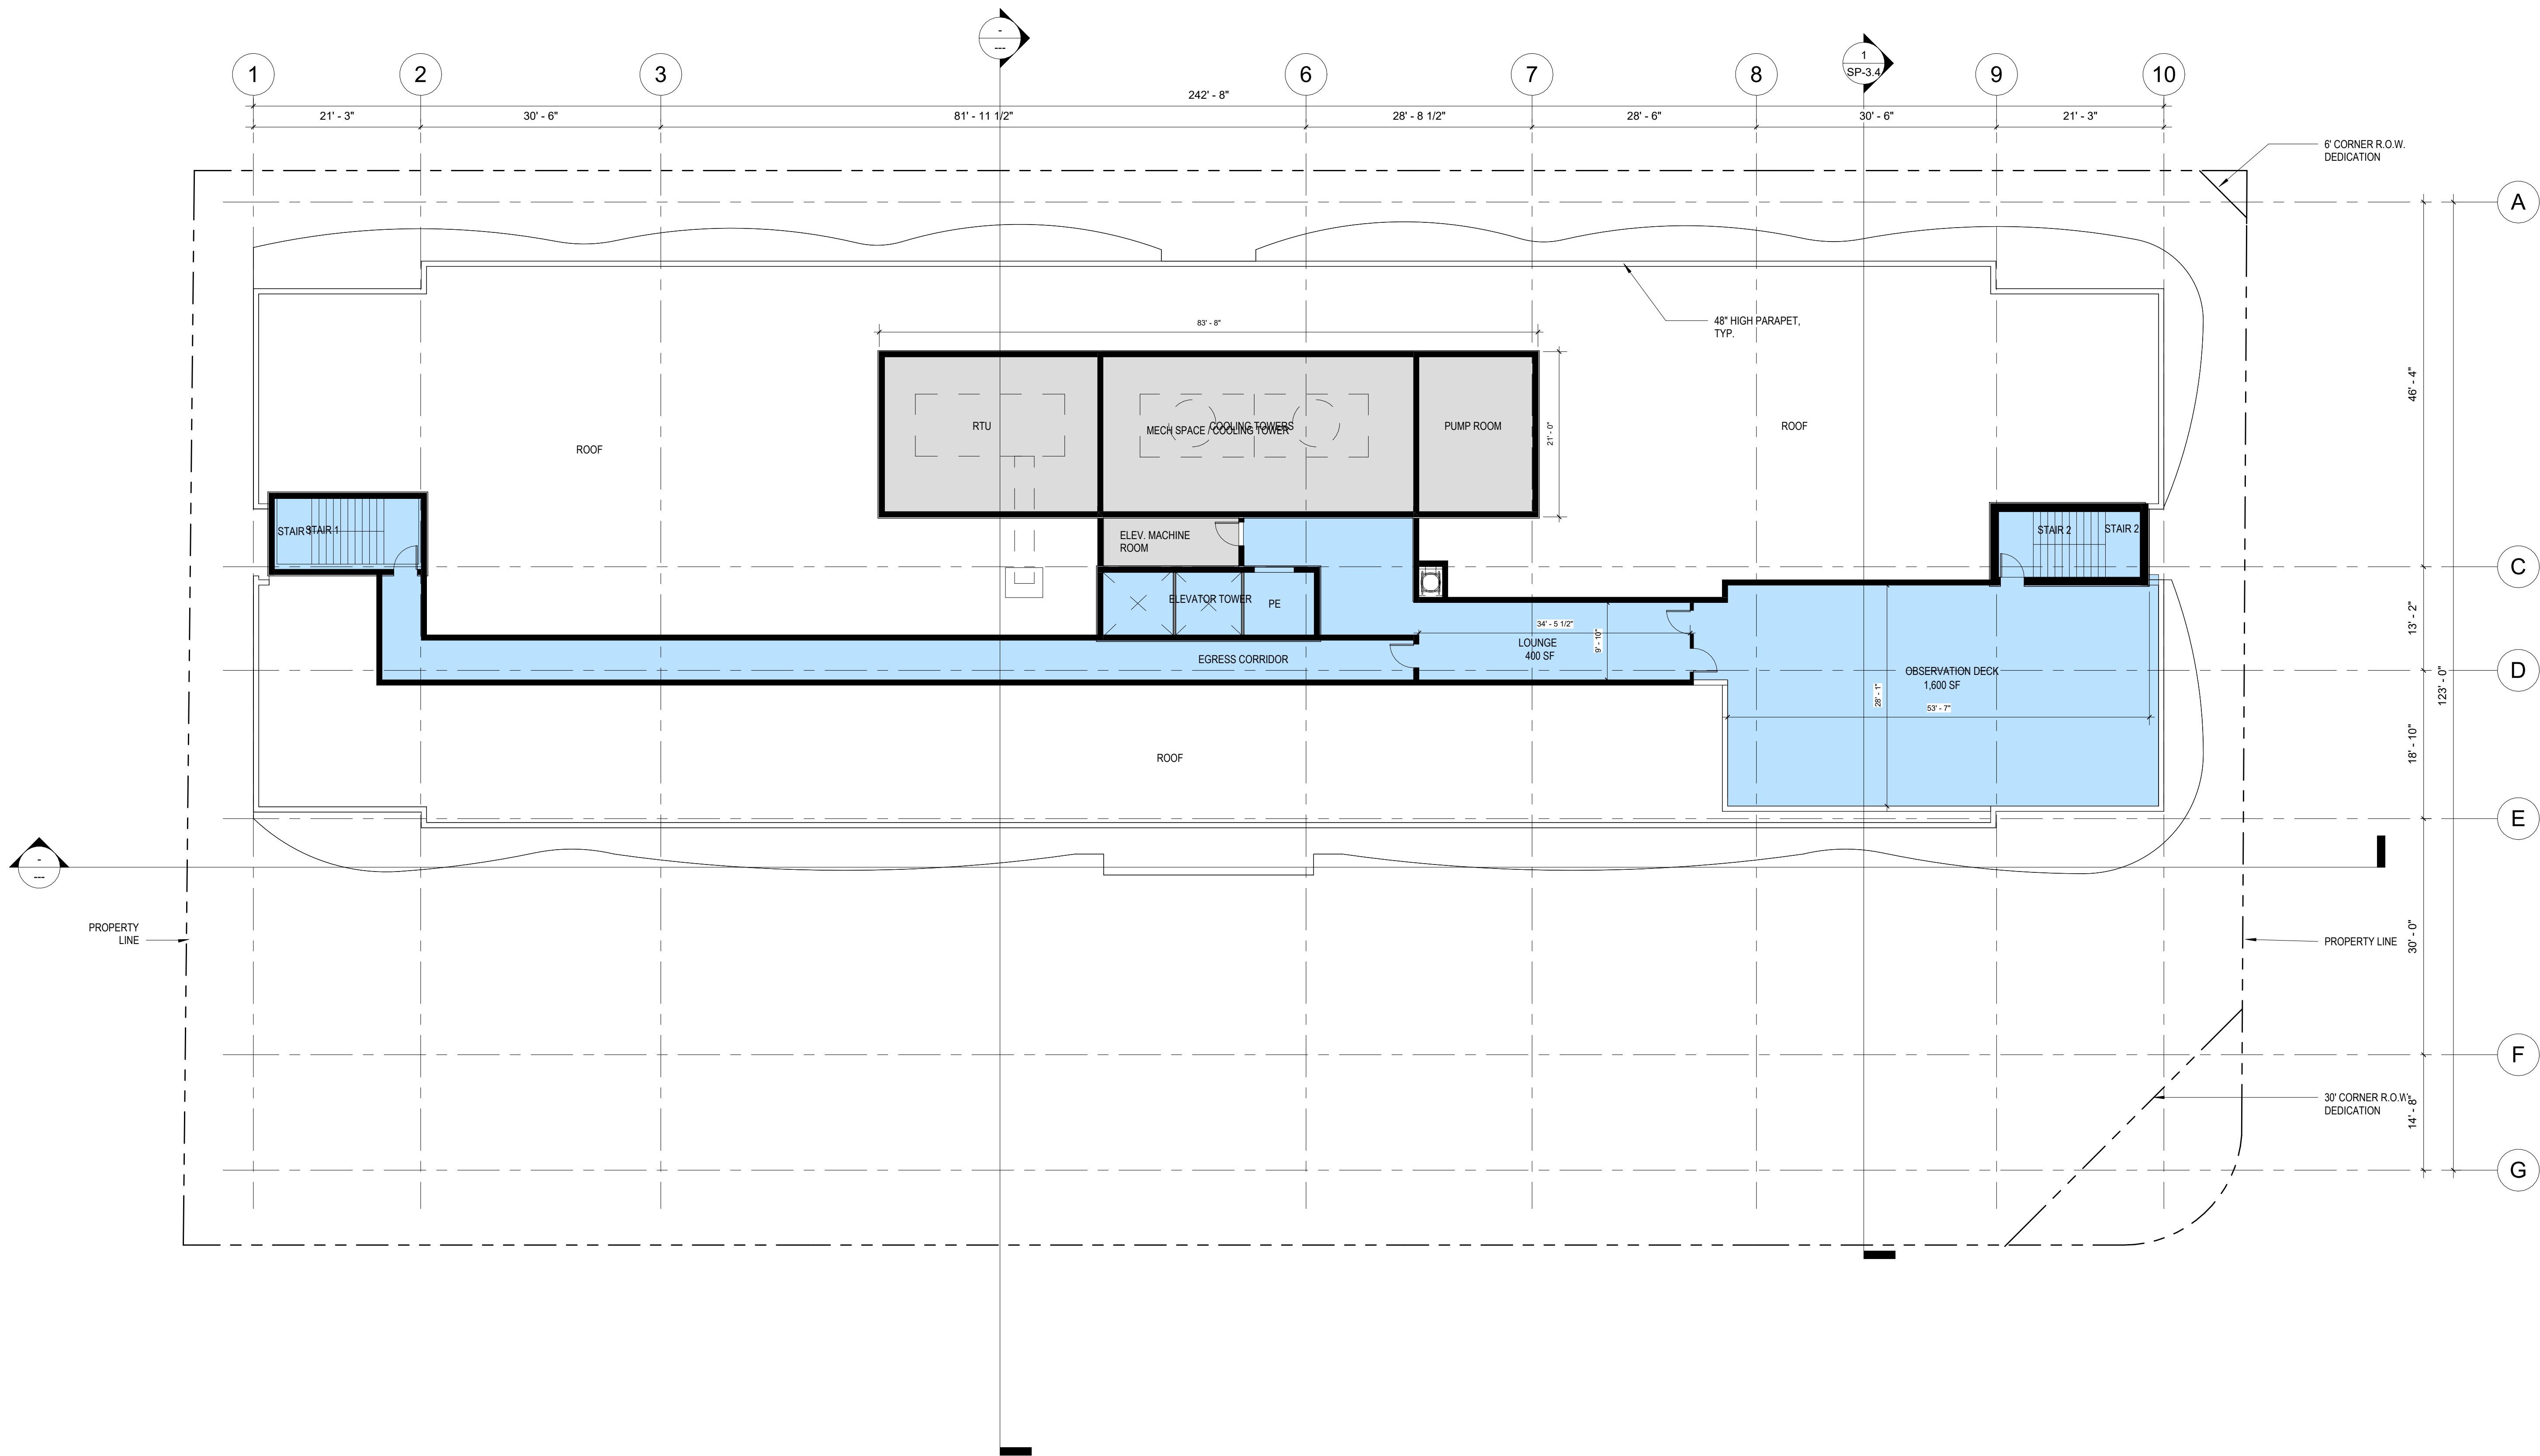 -
---
1
SP-3.4
1
2
3
6
7
8
9
10
242' - 8"
21' - 3"
30' - 6"
81' - 11 1/2"
28' - 8 1/2"
28' - 6"
30' - 6"
21' - 3"
6' CORNER R.O.W.
DEDICATION
A
83' - 8"
48" HIGH PARAPET,
TYP.
46' - 4"
RTU
COOLING TOWERS
MECH SPACE / COOLING TOWER
PUMP ROOM
21' - 0"
ROOF
ROOF
STAIR 1
STAIR 1
ELEV. MACHINE
ROOM
STAIR 2
STAIR 2
C
ELEVATOR TOWER
PE
13' - 2"
34' - 5 1/2"
9' - 10"
LOUNGE
400 SF
EGRESS CORRIDOR
OBSERVATION DECK
1,600 SF
D
28' - 1"
53' - 7"
123' - 0"
18' - 10"
ROOF
E
-
---
PROPERTY
LINE
30' - 0"
PROPERTY LINE
F
30' CORNER R.O.W.
DEDICATION
14' - 8"
G